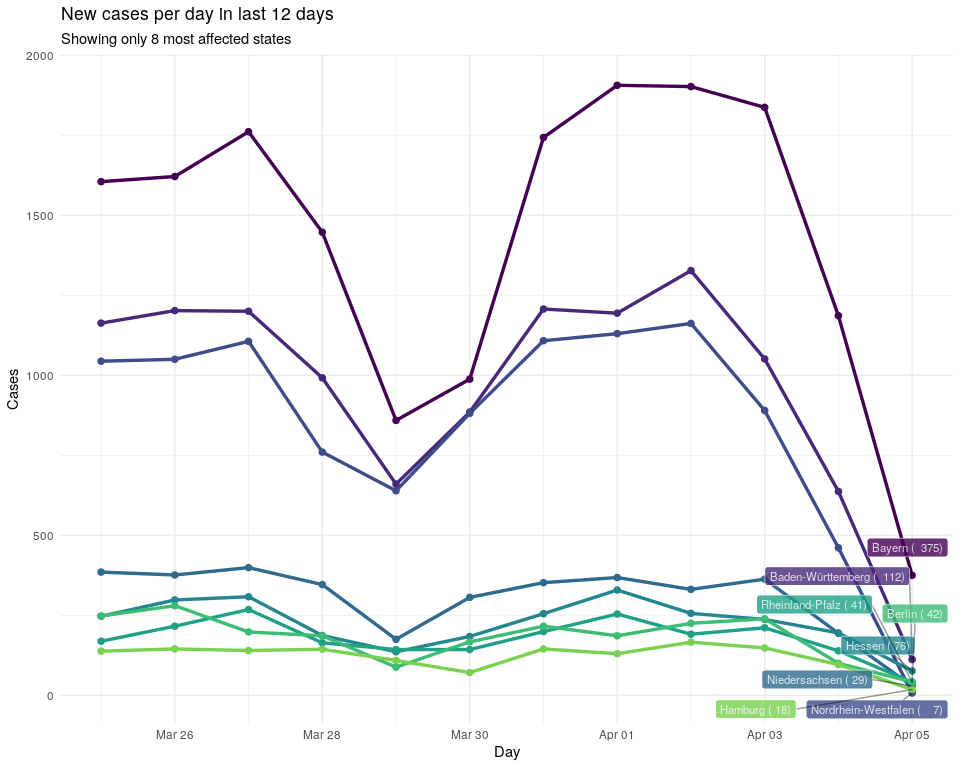 New cases per day in last 12 days
Showing only 8 most affected states
2000
1500
1000
500
0
Cases
Bayern ( 375)
Baden-Württemberg ( 112)
Rheinland-Pfalz ( 41)
Berlin ( 42)
Hessen ( 76)
Niedersachsen ( 29)
Hamburg ( 18)
Nordrhein-Westfalen ( 7)
Mar 26
Mar 28
Mar 30
Apr 01
Apr 03
Apr 05
Day